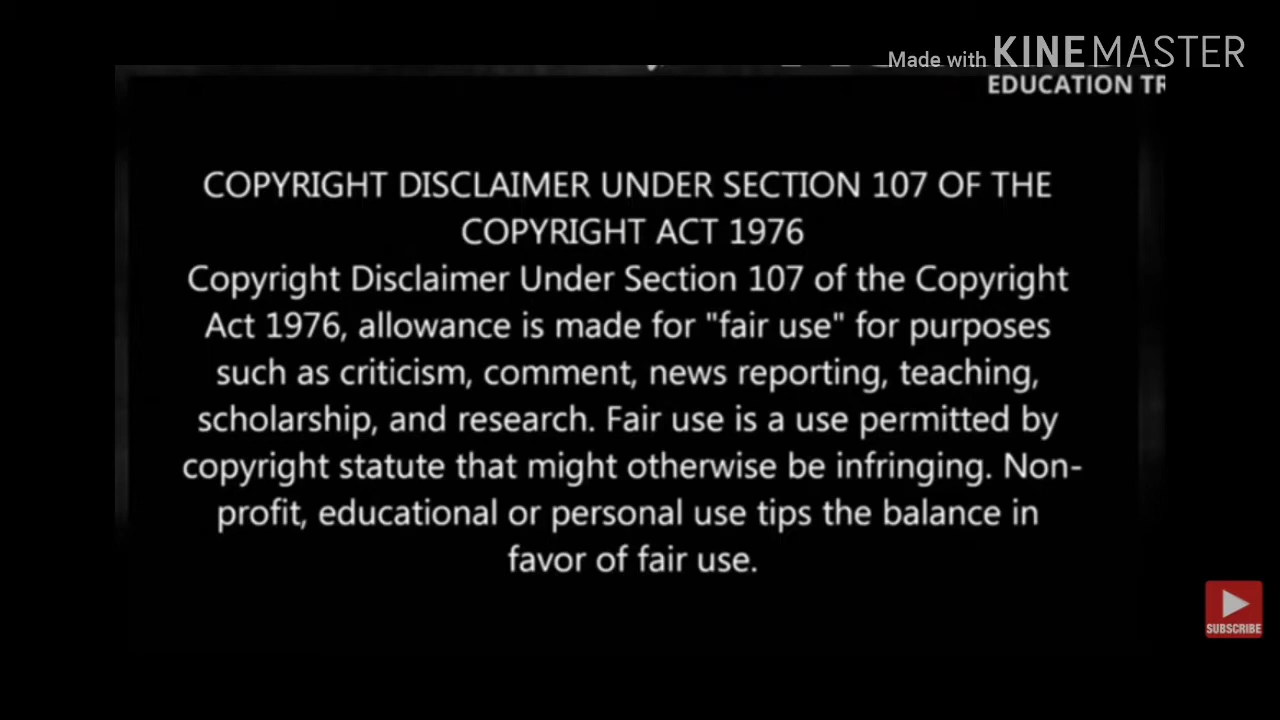 Made with KINEMASTER
EDUCATION
COPYRIGHT DISCLAIMER UNDER SECTION 107 OF THE
COPYRIGHT ACT 1976
Copyright Disclaimer Under Section 107 of the Copyright
Act 1976, allowance is made for "fair use" for purposes
such as criticism, comment, news reporting, teaching,
scholarship, and research. Fair use is a use permitted by
copyright statute that might otherwise be infringing. Non-
profit, educational or personal use tips the balance in
favor of fair use.
SUBSCRIBE